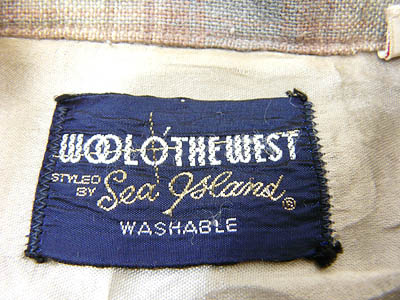 WOOL O' THE WEST
STYLED
BY
Sea Island ®
WASHABLE